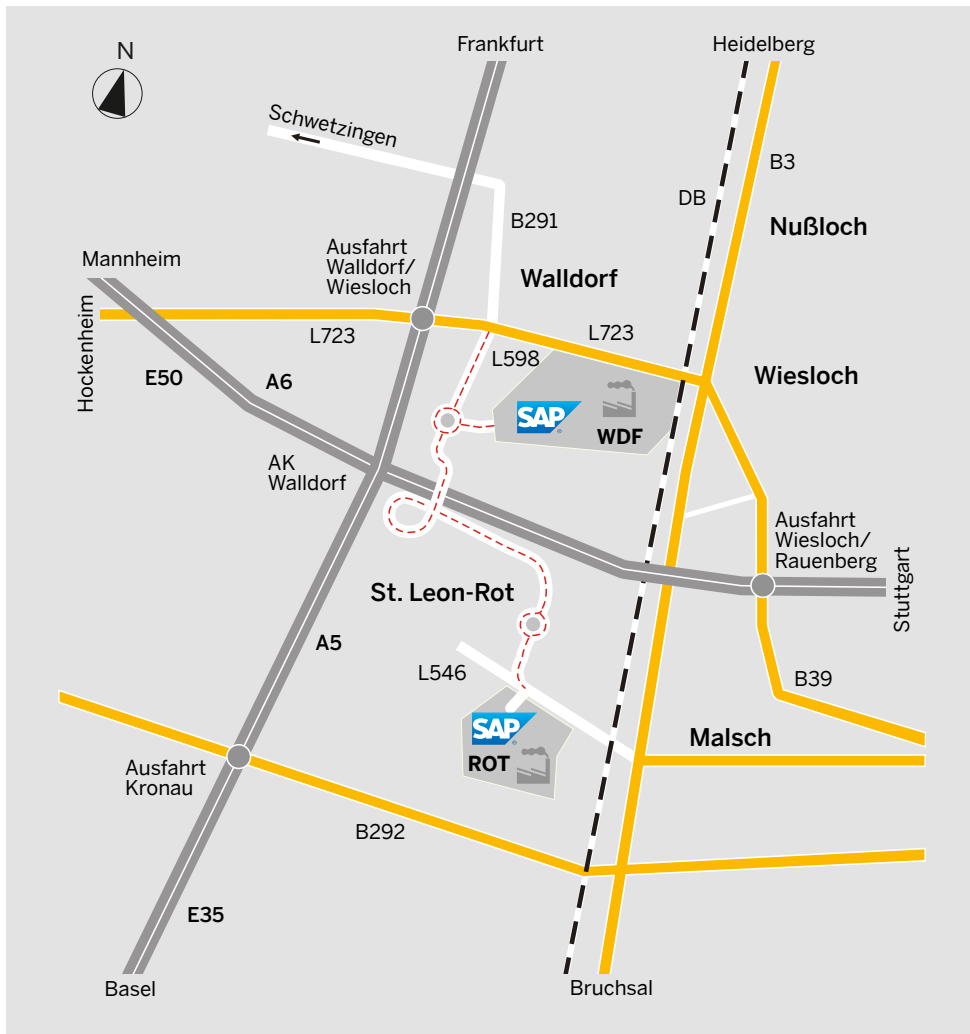 N
Frankfurt
Heidelberg
Schwetzingen
B3
DB
B291
Nußloch
Mannheim
Ausfahrt
Walldorf/
Wiesloch
Walldorf
Hockenheim
L723
L723
L598
E50
A6
Wiesloch
SAP
WDF
AK
Walldorf
Ausfahrt
Wiesloch/
Rauenberg
Stuttgart
St. Leon-Rot
A5
L546
B39
SAP
ROT
Malsch
Ausfahrt
Kronau
B292
E35
Basel
Bruchsal